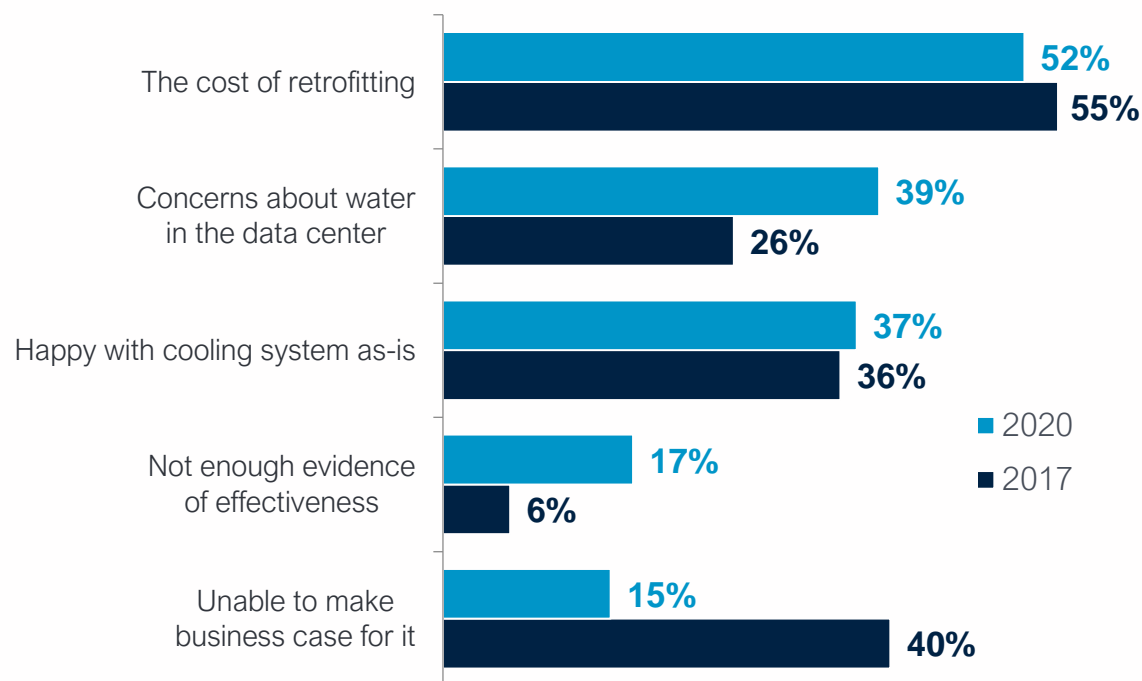 The cost of retrofitting
52%
55%
Concerns about water
in the data center
39%
26%
Happy with cooling system as-is
37%
36%
Not enough evidence
of effectiveness
17%
6%
Unable to make
business case for it
15%
40%
2020
2017